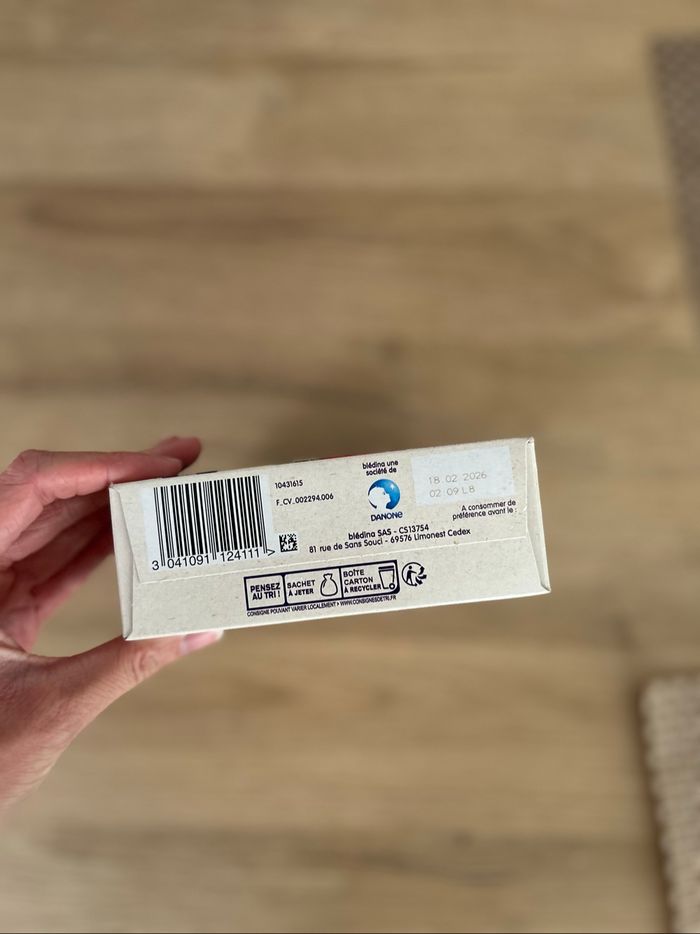 3 041091 124111 >
10431615
F_CV_002294.006
blédina une
société de
DANONE
18 02 2026
02 09 L8
A consommer de
préférence avant le :
blédina SAS - CS13754
81 rue de Sans Souci - 69576 Limonest Cedex
PENSEZ
AU TRI !
SACHET
À JETER
BOÎTE
CARTON
À RECYCLER
CONSIGNE POUVANT VARIER LOCALEMENT > WWW.CONSIGNESDETRI.FR